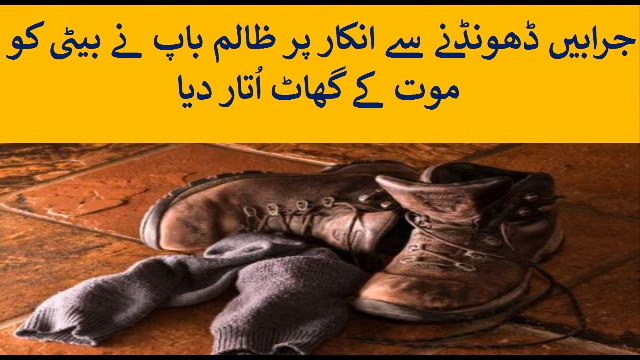 جرابیں ڈھونڈنے سے انکار پر ظالم باپ نے بیٹی کو
موت کے گھاٹ اُتار دیا